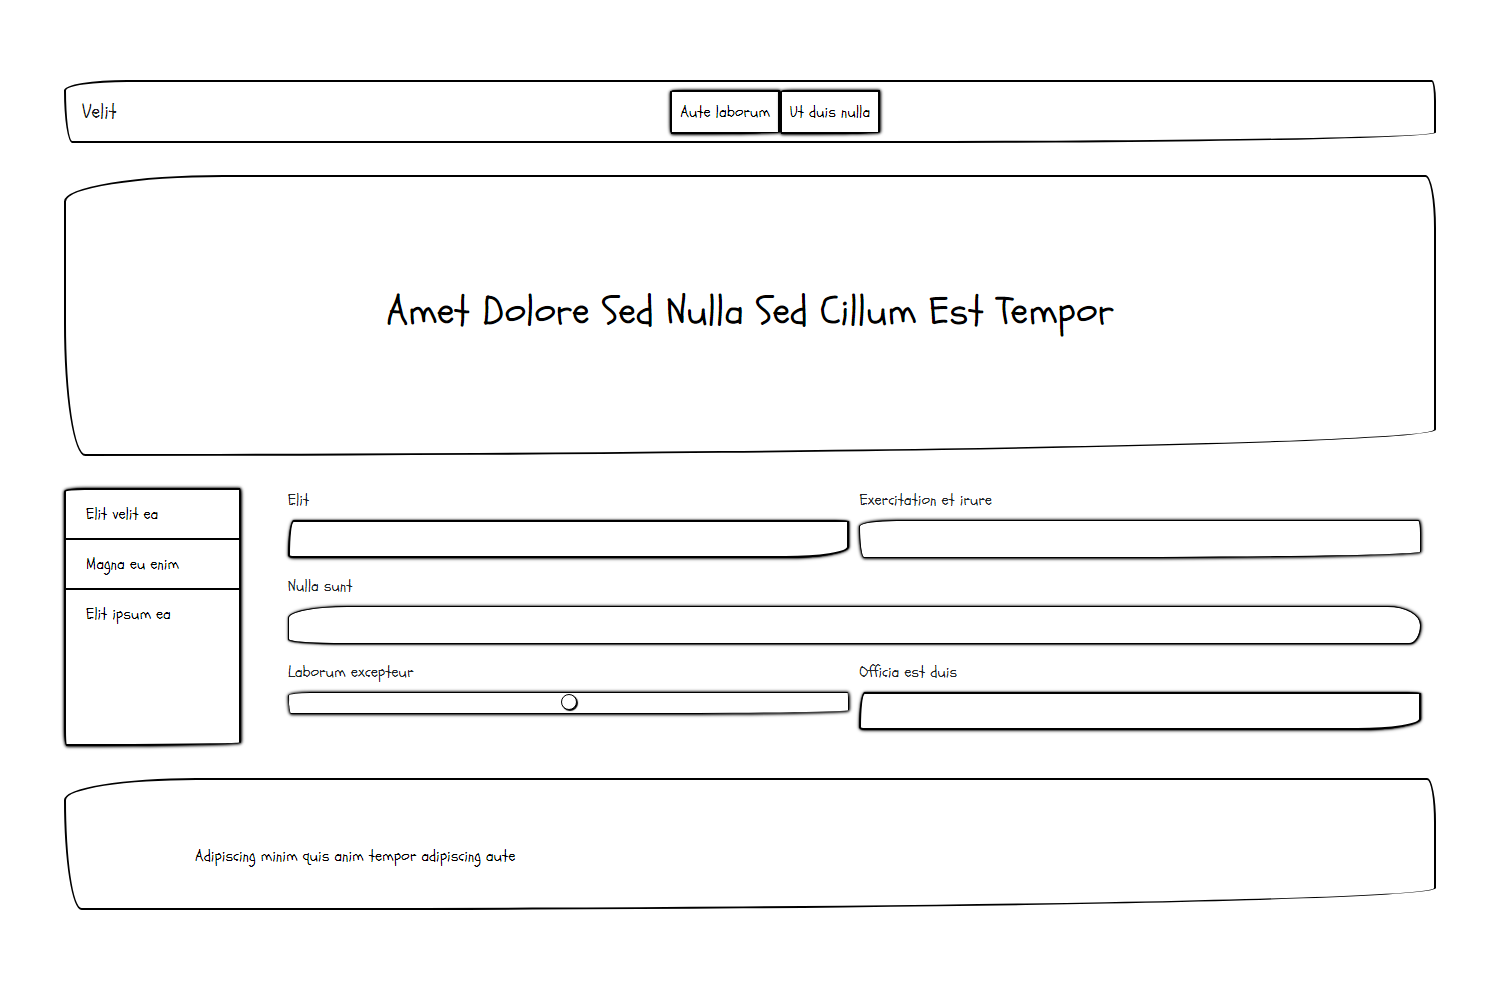 Velit
Aute laborum
Ut duis nulla
Amet Dolore Sed Nulla Sed Cillum Est Tempor
Elit velit ea
Magna eu enim
Elit ipsum ea
Elit
Exercitation et irure
Nulla sunt
Laborum excepteur
Officia est duis
Adipiscing minim quis anim tempor adipiscing aute